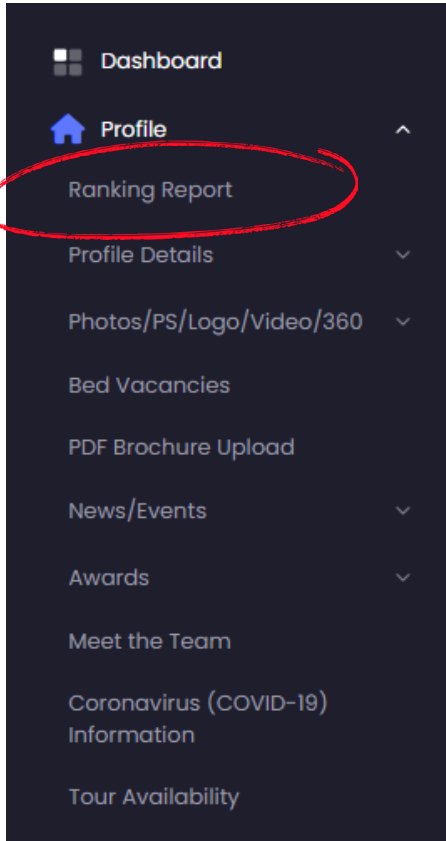 Dashboard
Profile
Ranking Report
Profile Details
Photos/PS/Logo/Video/360
Bed Vacancies
PDF Brochure Upload
News/Events
Awards
Meet the Team
Coronavirus (COVID-19)
Information
Tour Availability